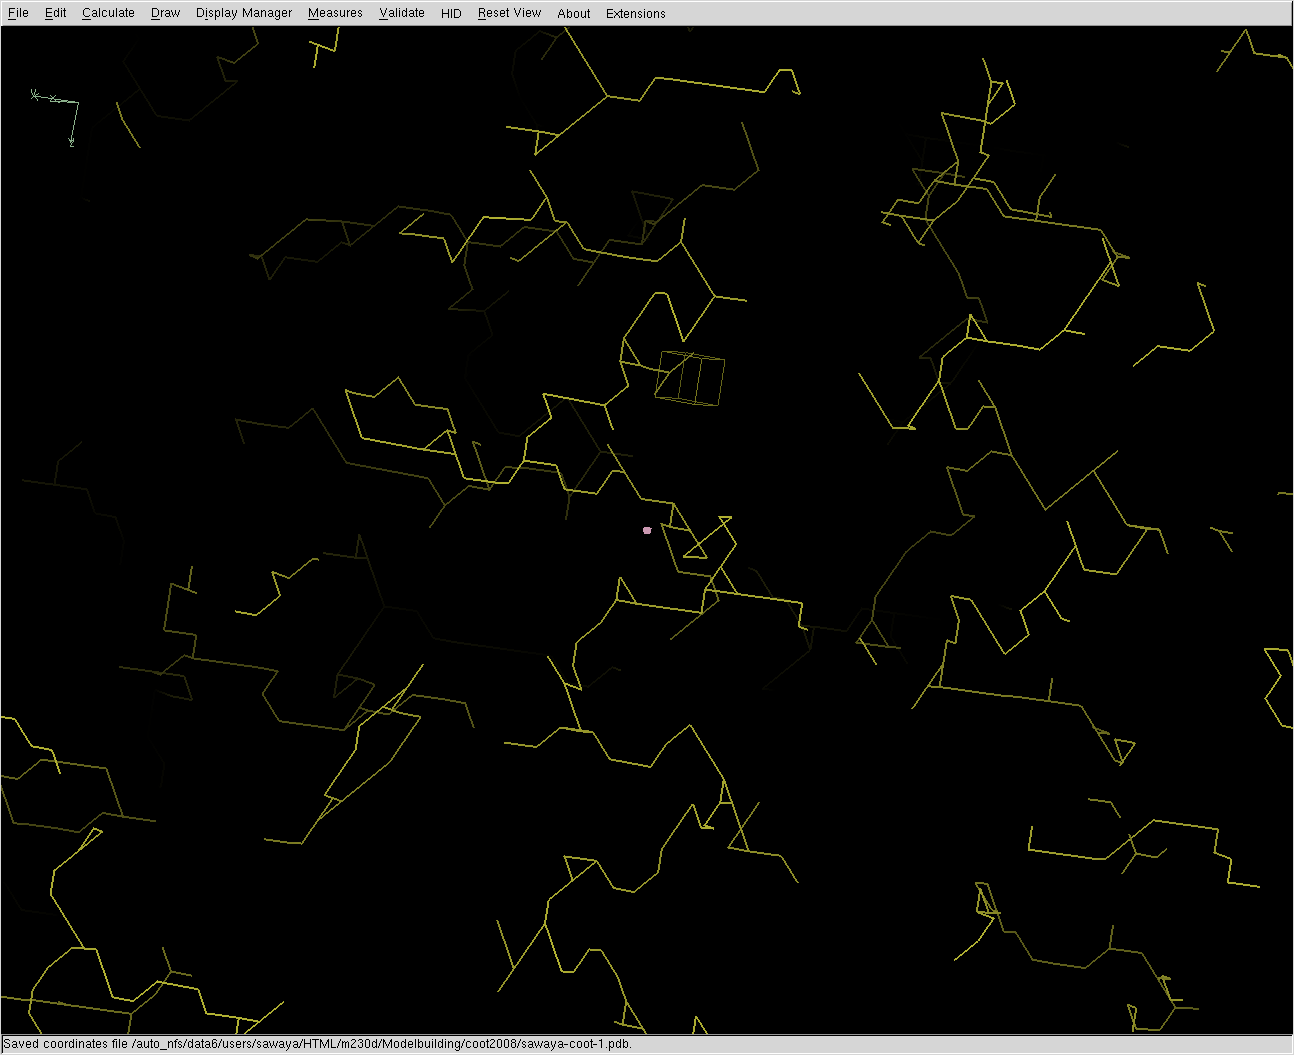 File Edit Calculate Draw Display Manager Measures Validate HID Reset View About Extensions
Saved coordinates file /auto_nfs/data6/users/sawaya/HTML/m230d/Modelbuilding/coot2008/sawaya-coot-1.pdb.